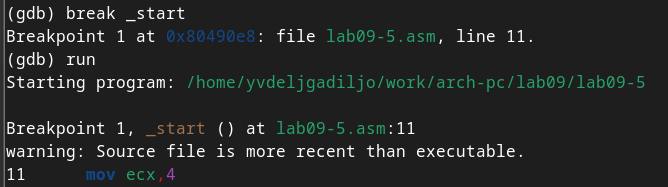 (gdb) break _start
Breakpoint 1 at 0x80490e8: file lab09-5.asm, line 11.
(gdb) run
Starting program: /home/yvdeljgadiljo/work/arch-pc/lab09/lab09-5
Breakpoint 1, _start () at lab09-5.asm:11
warning: Source file is more recent than executable.
11 mov ecx,4